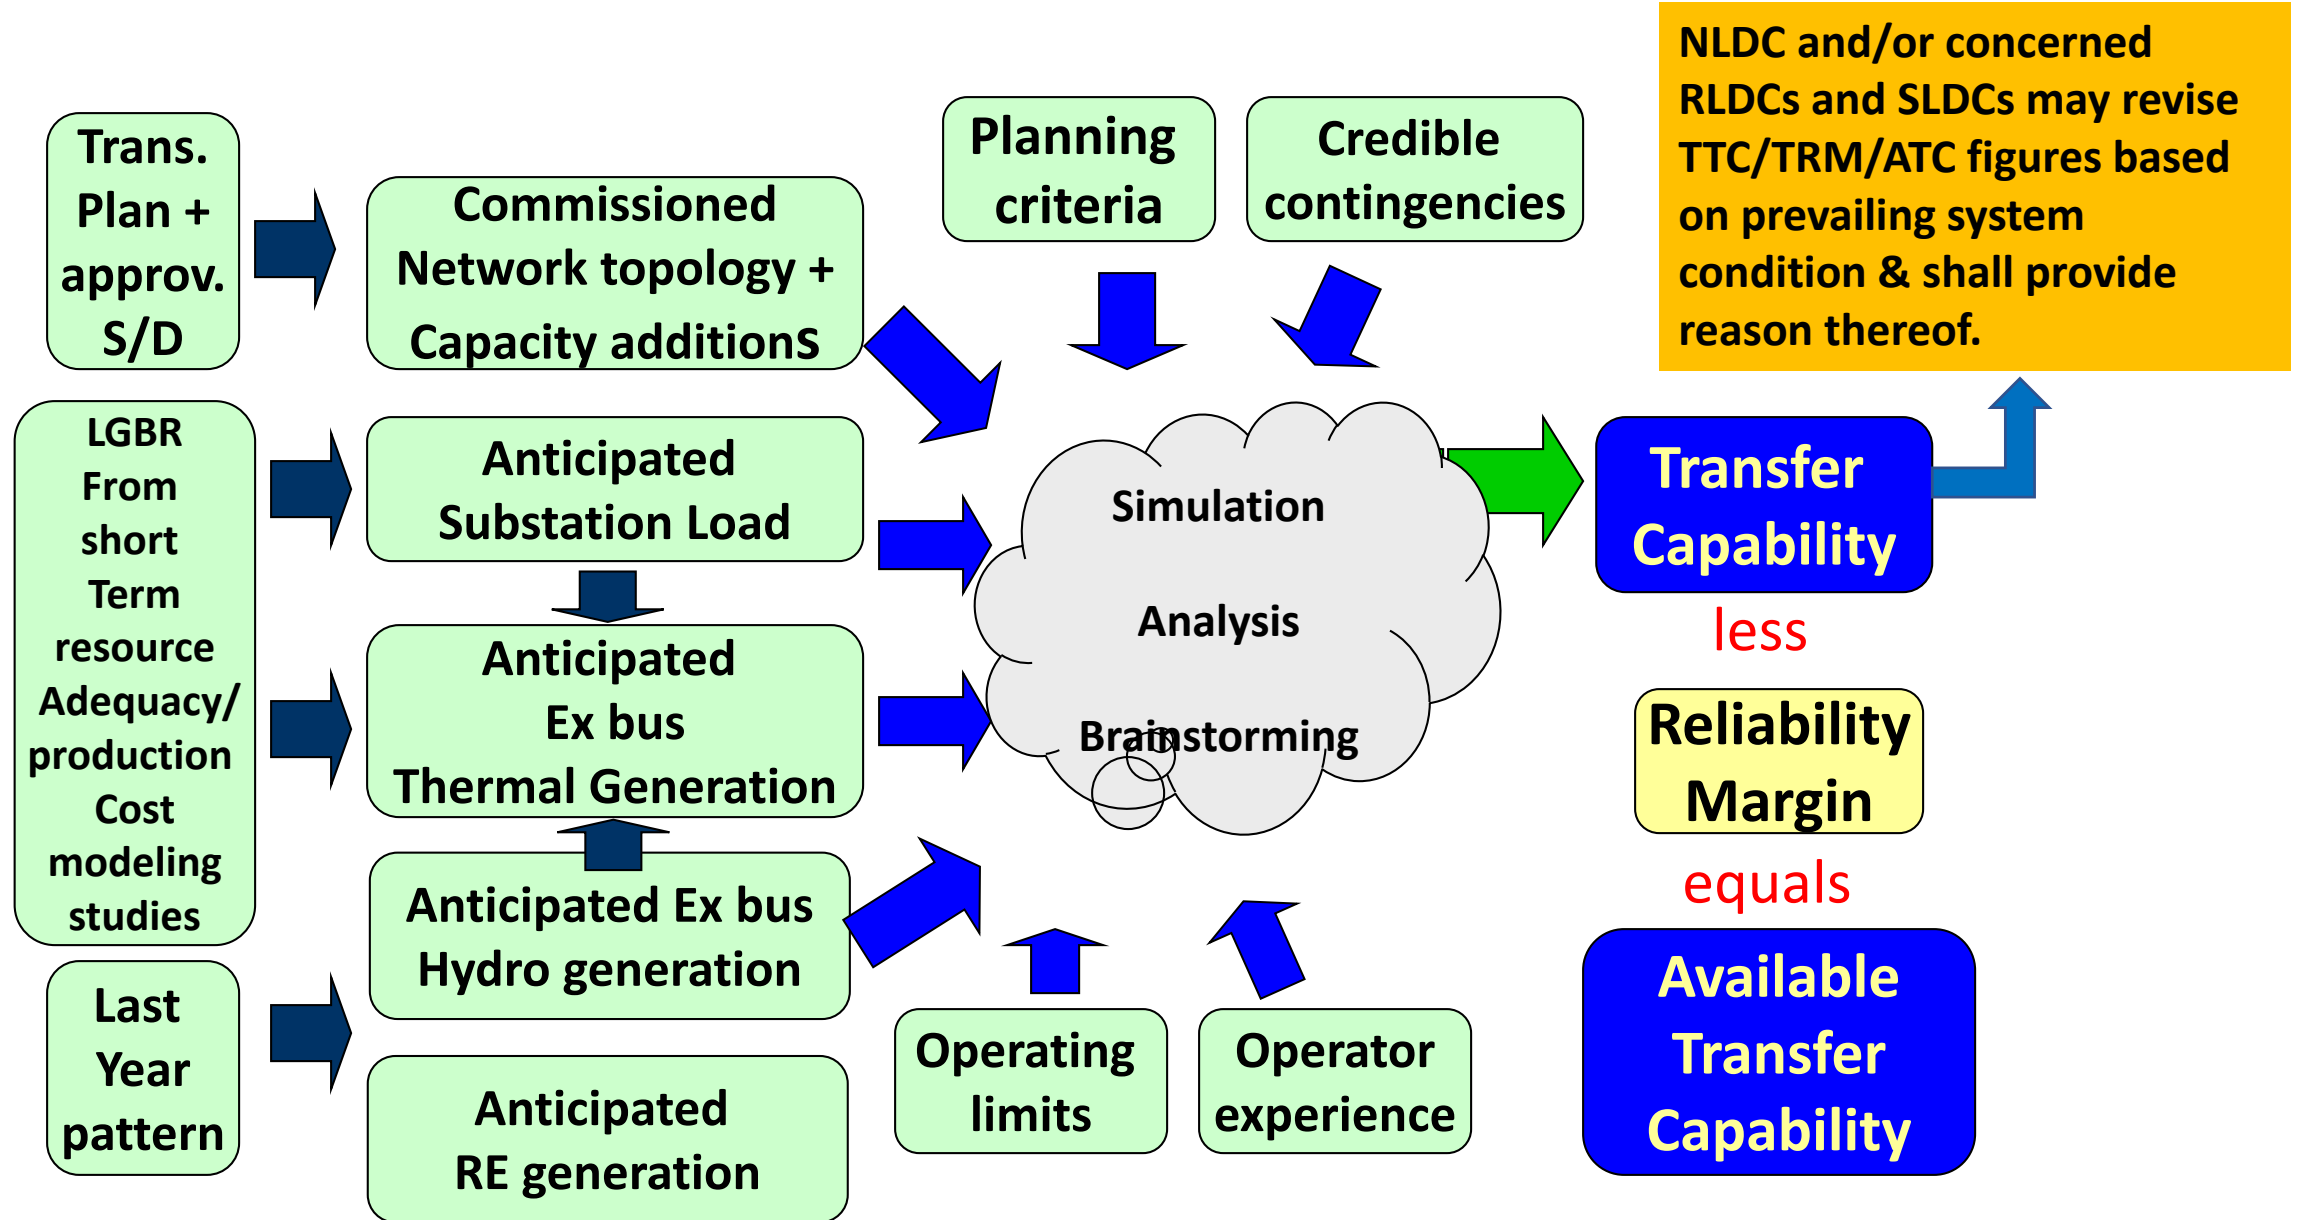 Trans.
Plan +
approv.
S/D
LGBR
From
short
Term
resource
Adequacy/
production
Cost
modeling
studies
Last
Year
pattern
Commissioned
Network topology +
Capacity additions
Anticipated
Substation Load
Anticipated
Ex bus
Thermal Generation
Anticipated Ex bus
Hydro generation
Anticipated
RE generation
Planning
criteria
Credible
contingencies
Simulation
Analysis
Brainstorming
Operating
limits
Operator
experience
NLDC and/or concerned
RLDCs and SLDCs may revise
TTC/TRM/ATC figures based
on prevailing system
condition & shall provide
reason thereof.
Transfer
Capability
less
Reliability
Margin
equals
Available
Transfer
Capability